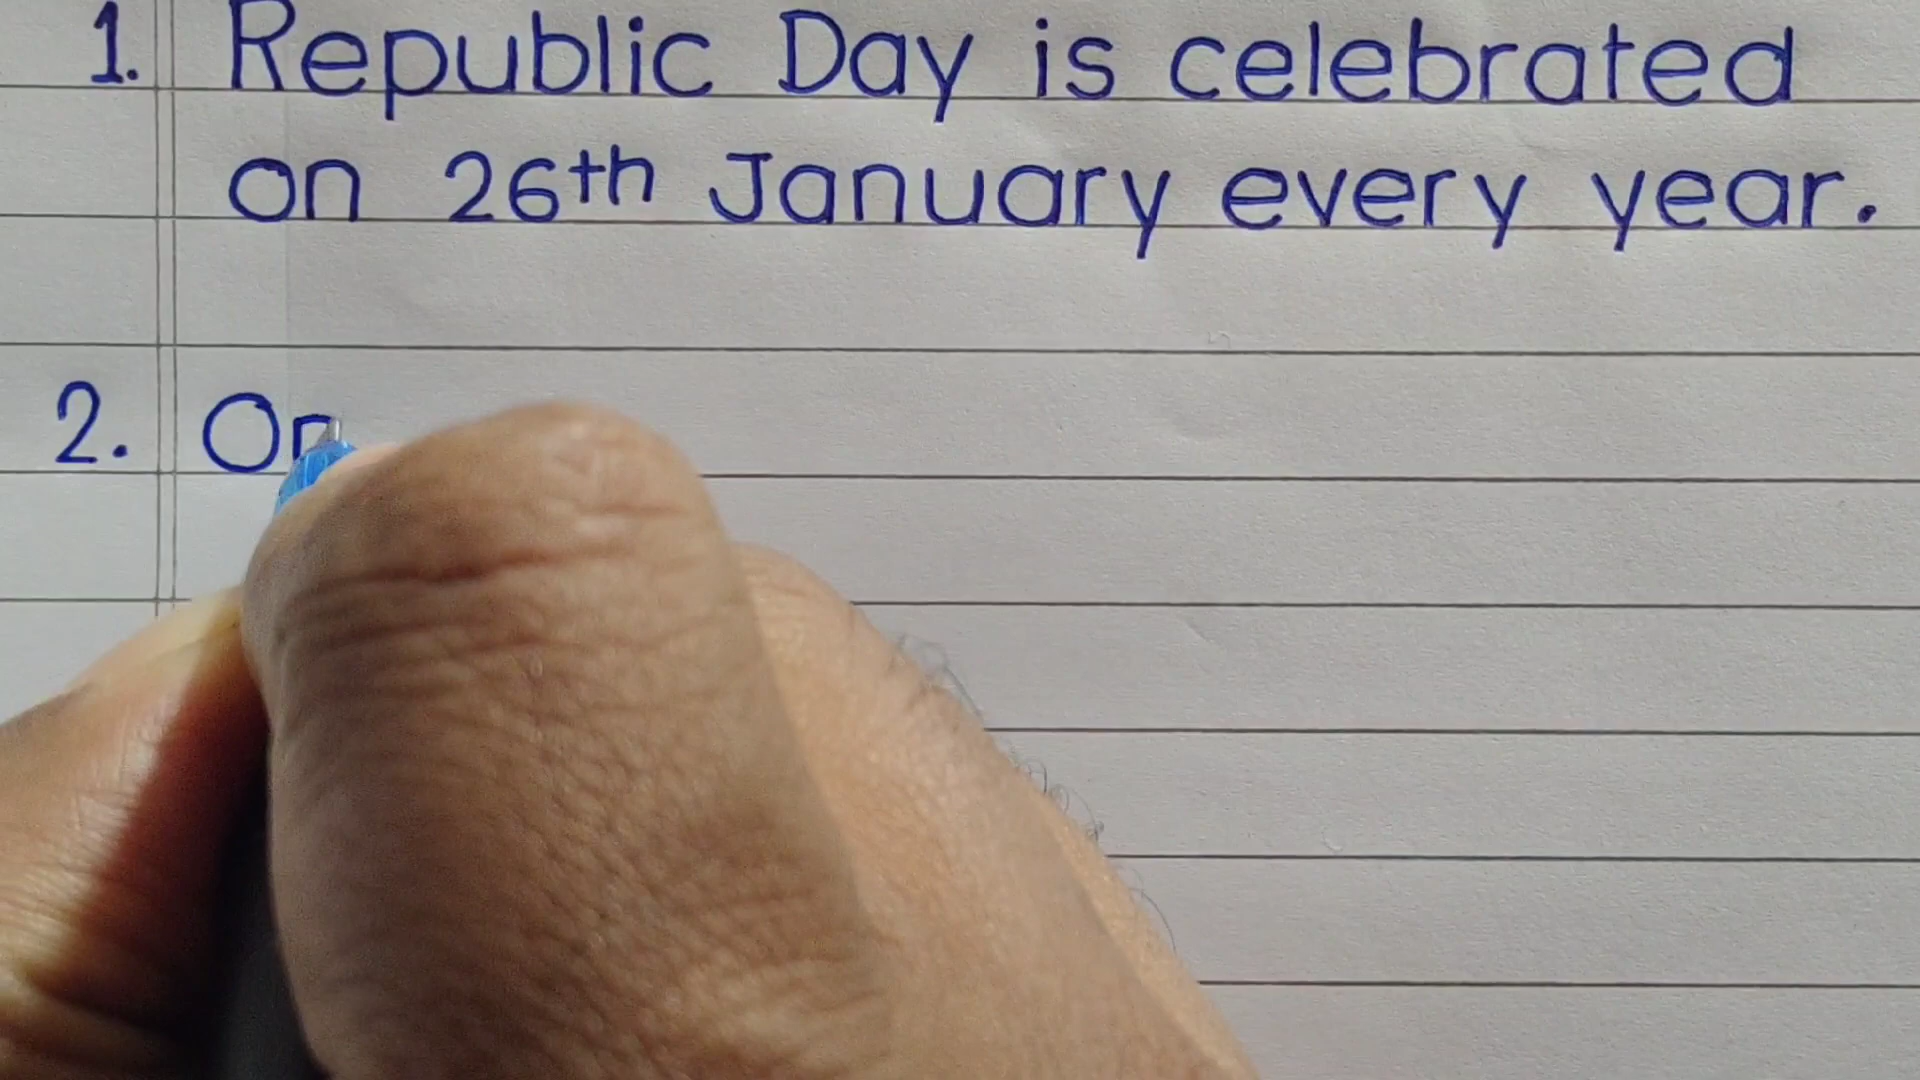 1. Republic Day is celebrated
on 26th January every year.
2. On